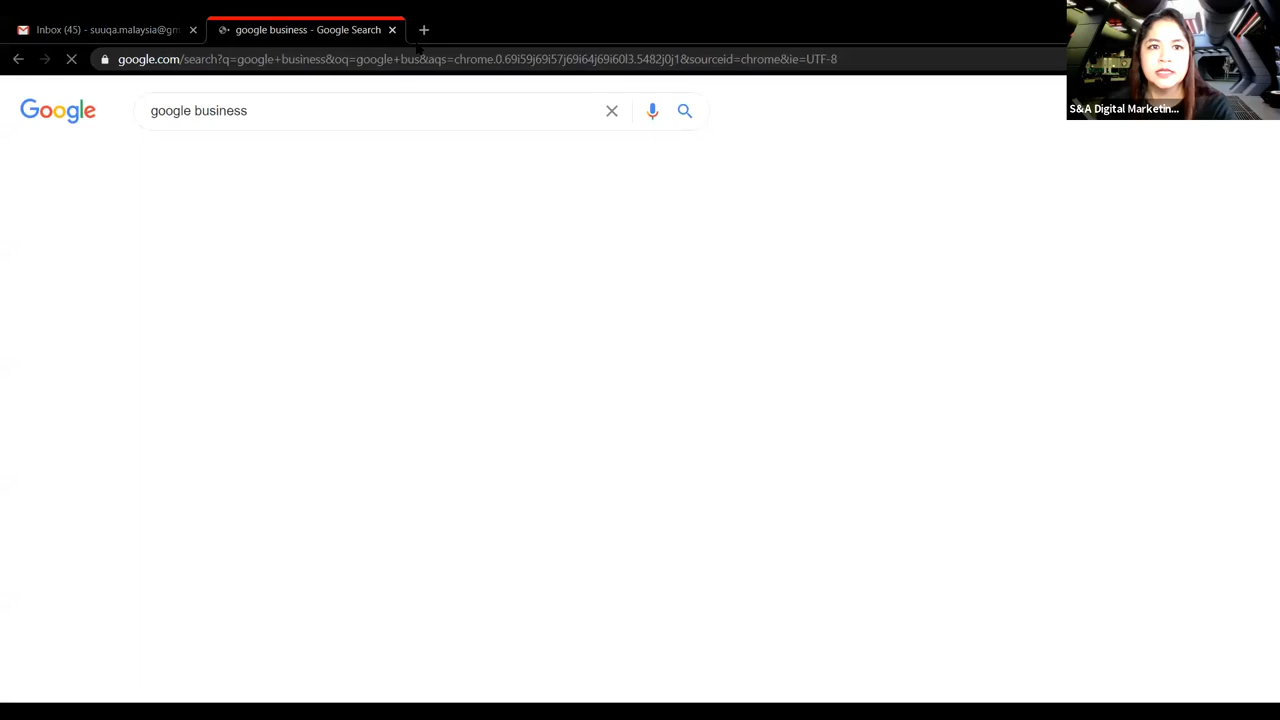 Inbox (45) - suuqa.malaysia@gm
google business - Google Search
google.com/search?q=google+business&oq=google+bus&aqs=chrome.0.69i59j69i57j69i64j69i60l3.5482j0j1&sourceid=chrome&ie=UTF-8
Google
google business
S&A Digital Marketin...